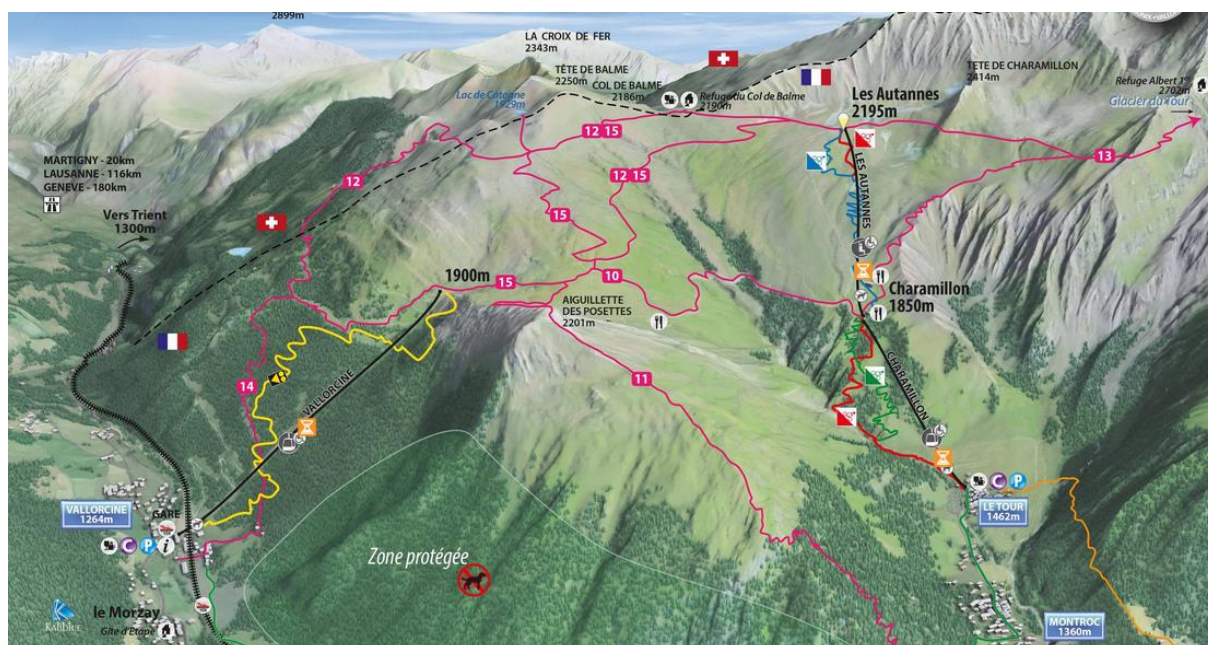 2899m
LA CROIX DE FER
2343m
TÊTE DE BALME
2250m
COL DE BALME
2186m
Lac de Catogne
1929m
Refuge du Col de Balme
2190m
Les Autannes
2195m
TETE DE CHARAMILLON
2414m
Refuge Albert 1er
2702m
Glacier du Tour
MARTIGNY - 20km
LAUSANNE - 116km
GENEVE - 180km
Vers Trient
1300m
12
12 15
12 15
13
15
LES AUTANNES
1900m
15
10
Charamillon
1850m
AIGUILLETTE
DES POSETTES
2201m
CHARAMILLON
11
14
VALLORCINE
VALLORCINE
1264m
GARE
C P i
C P
LE TOUR
1462m
Zone protégée
le Morzay
Gîte d'Etape
KALIBLUE
MONTROC
1360m